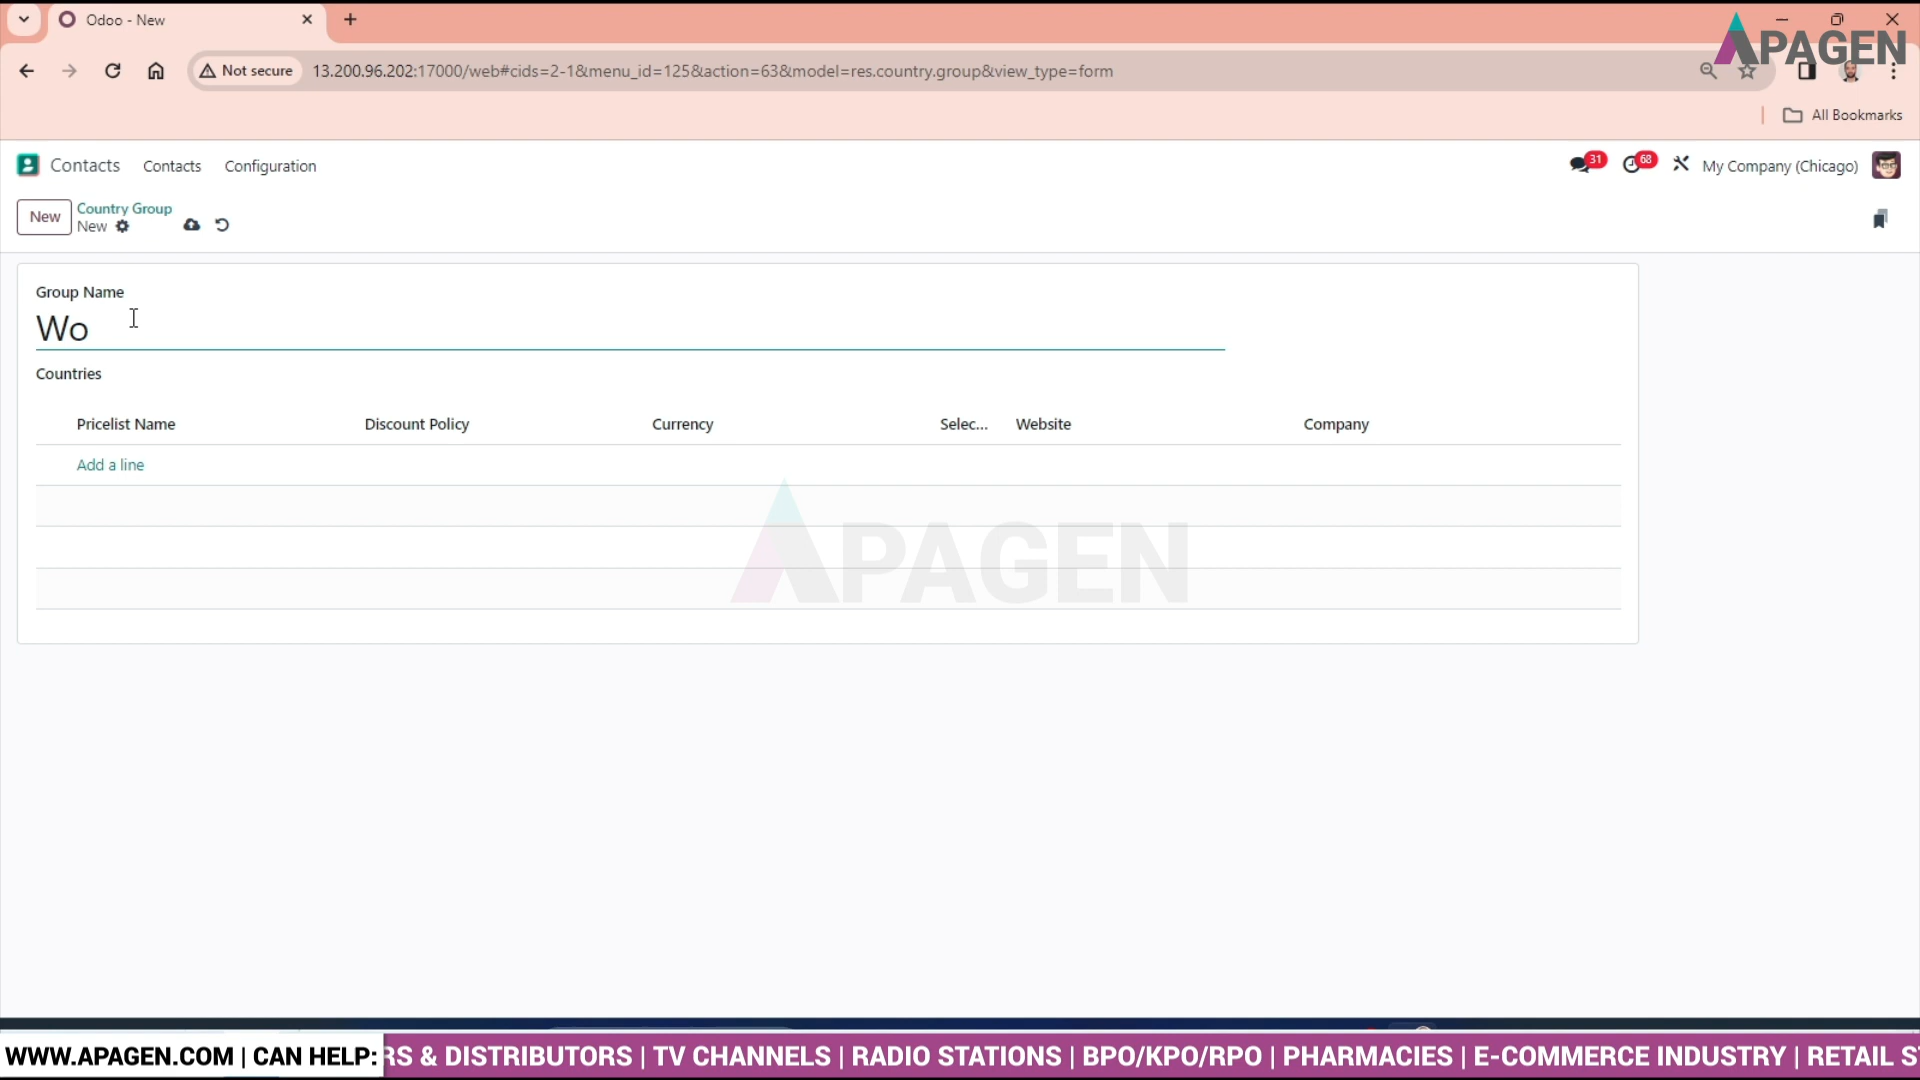 Odoo - New
APAGEN
Not secure
13.200.96.202:17000/web#cids=2-1&menu_id=125&action=63&model=res.country.group&view_type=form
All Bookmarks
Contacts Contacts Configuration
31 68 My Company (Chicago)
New Country Group
New
Group Name
Wo
Countries
Pricelist Name Discount Policy Currency Selec... Website Company
Add a line
APAGEN
WWW.APAGEN.COM | CAN HELP: RS & DISTRIBUTORS | TV CHANNELS | RADIO STATIONS | BPO/KPO/RPO | PHARMACIES | E-COMMERCE INDUSTRY | RETAIL S